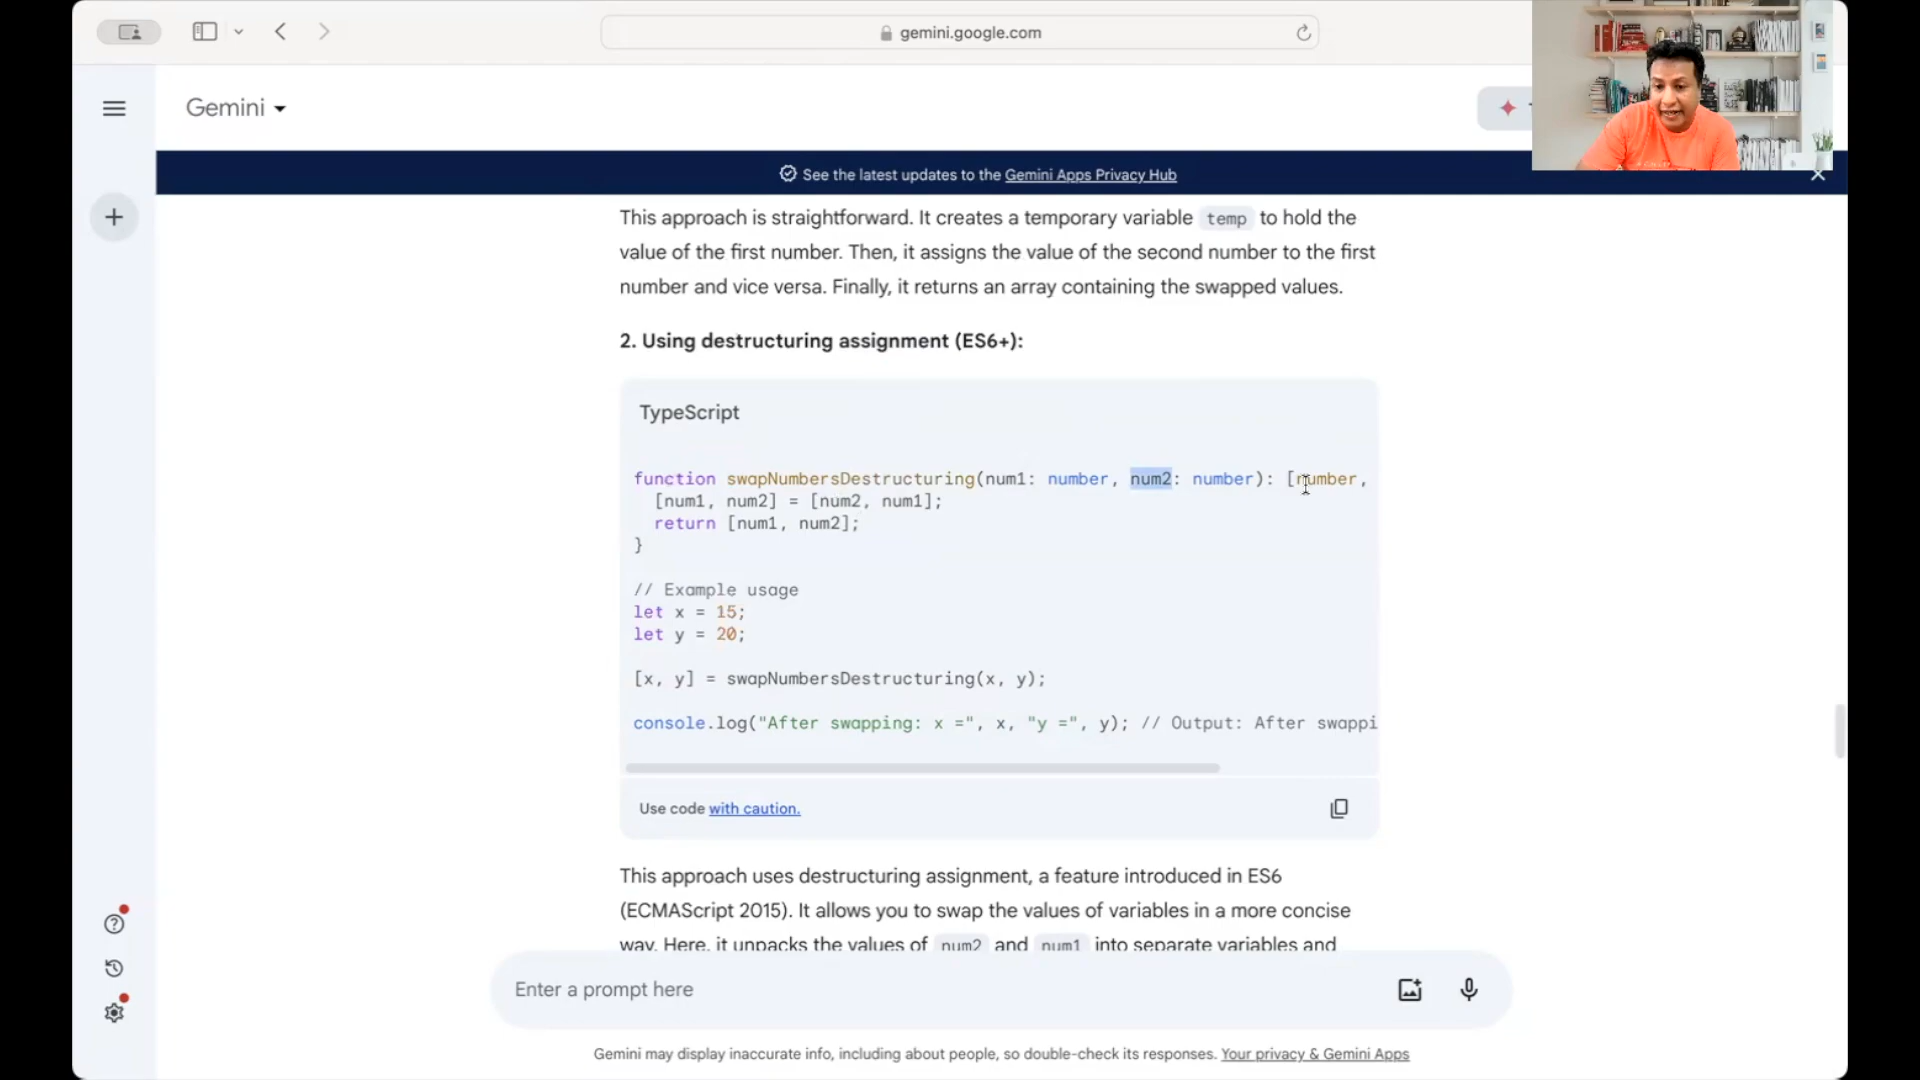 gemini.google.com
Gemini
See the latest updates to the Gemini Apps Privacy Hub
This approach is straightforward. It creates a temporary variable temp to hold the
value of the first number. Then, it assigns the value of the second number to the first
number and vice versa. Finally, it returns an array containing the swapped values.
2. Using destructuring assignment (ES6+):
TypeScript
function swapNumbersDestructuring(num1: number, num2: number): [number,
[num1, num2] = [num2, num1];
return [num1, num2];
}
// Example usage
let x = 15;
let y = 20;
[x, y] = swapNumbersDestructuring(x, y);
console.log("After swapping: x =", x, "y =", y); // Output: After swappi
Use code with caution.
This approach uses destructuring assignment, a feature introduced in ES6
(ECMAScript 2015). It allows you to swap the values of variables in a more concise
way. Here, it unpacks the values of num2 and num1 into separate variables and
Enter a prompt here
Gemini may display inaccurate info, including about people, so double-check its responses. Your privacy & Gemini Apps